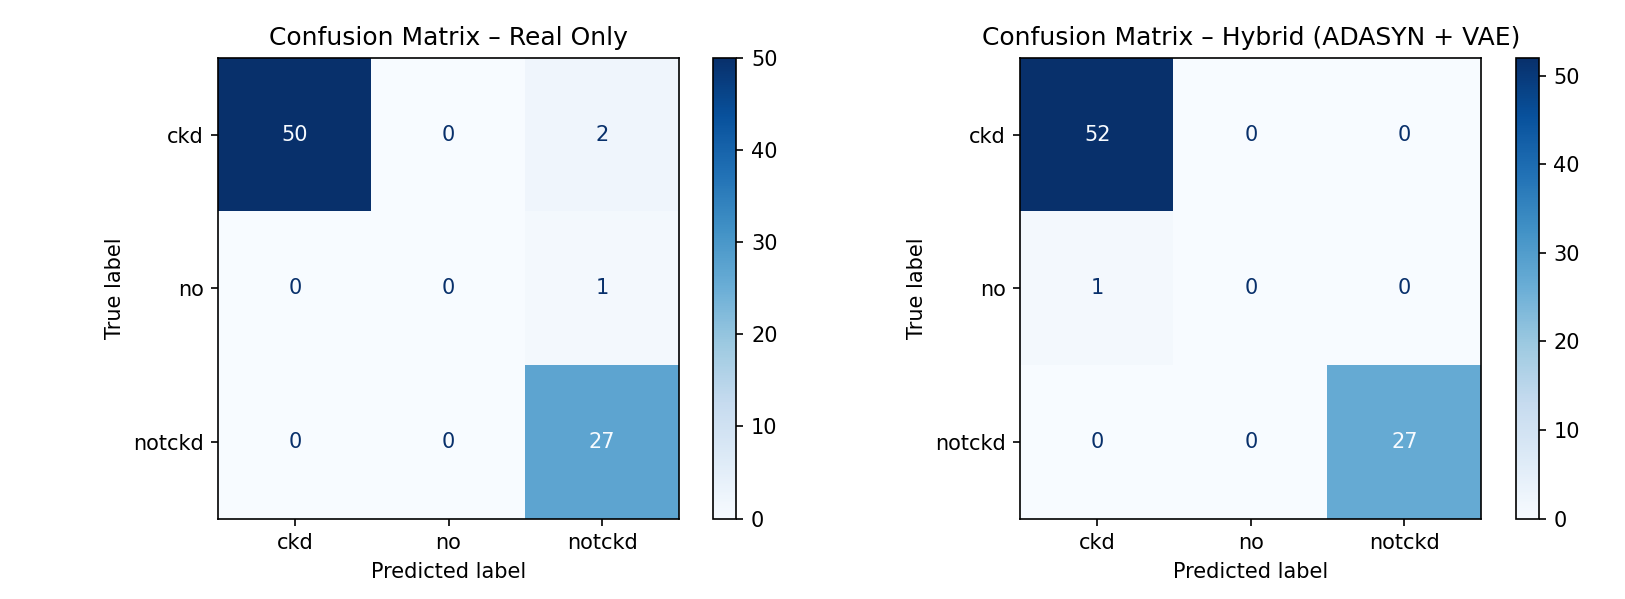 Confusion Matrix – Real Only
True label
ckd
no
notckd
50 0 2
0 0 1
0 0 27
ckd no notckd
Predicted label
50
40
30
20
10
0
Confusion Matrix – Hybrid (ADASYN + VAE)
True label
ckd
no
notckd
52 0 0
1 0 0
0 0 27
ckd no notckd
Predicted label
50
40
30
20
10
0